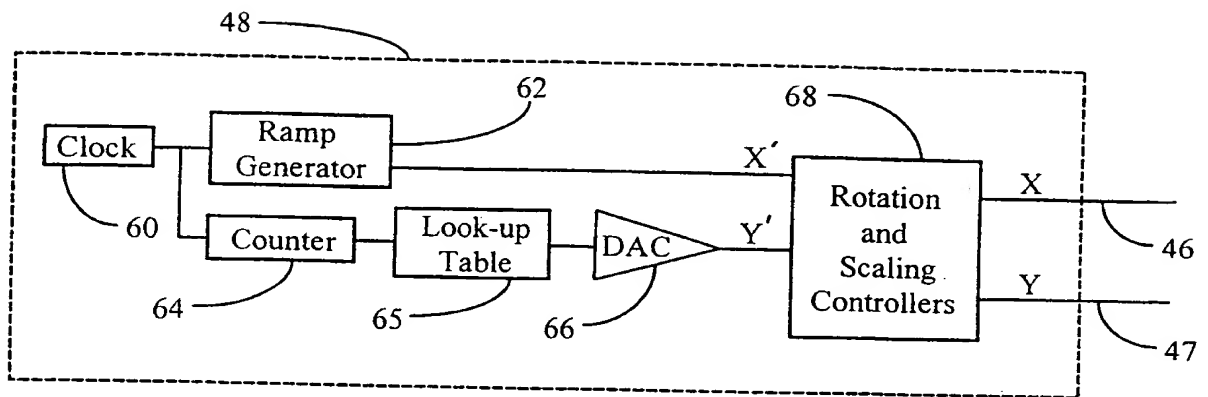 48
62
68
Clock
Ramp
Generator
X′
Rotation
and
Scaling
Controllers
X
60
Counter
Look-up
Table
DAC
Y′
Y
46
64
65
66
47